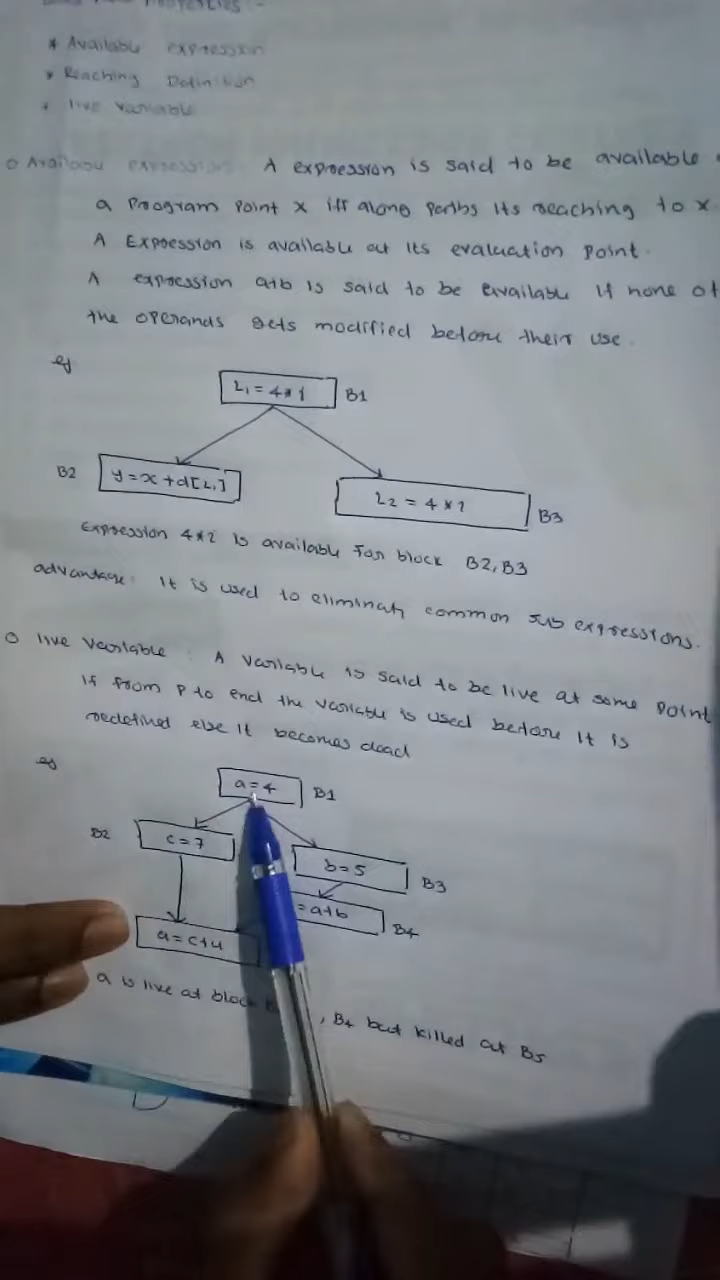 * Available expression
* Reaching Definition
* live variable
o Available expression: A expression is said to be available
a Program Point x iff along paths its reaching to x.
A Expression is available at its evaluation point.
A expression a+b is said to be available if none of
the operands gets modified before their use.
eg
L1 = 4*1 B1
B2 y = x + d[L1]
L2 = 4*1 B3
Expression 4*2 is available for block B2, B3
advantage: It is used to eliminate common sub expressions.
o live variable: A variable is said to be live at some point
if from P to end the variable is used before it is
redefined else it becomes dead
eg
a=4 B1
B2 c=7
b=5 B3
= a+b B4
a = c+4
a is live at block , B4 but killed at B5